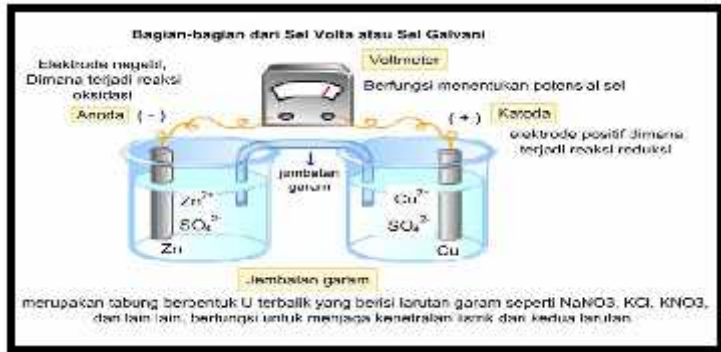 Bagian-bagian dari Sel Volta atau Sel Galvani
Elektrode negatif,
Dimana terjadi reaksi
oksidasi
Anoda (-)
Voltmeter
Berfungsi menentukan potensial sel
(+) Katoda
elektrode positif dimana
terjadi reaksi reduksi
jembatan
garam
Zn²⁺
SO₄²⁻
Zn
Cu²⁺
SO₄²⁻
Cu
Jembatan garam
merupakan tabung berbentuk U terbalik yang berisi larutan garam seperti NaNO3, KCl, KNO3,
dan lain lain, berfungsi untuk menjaga kenetralan listrik dari kedua larutan